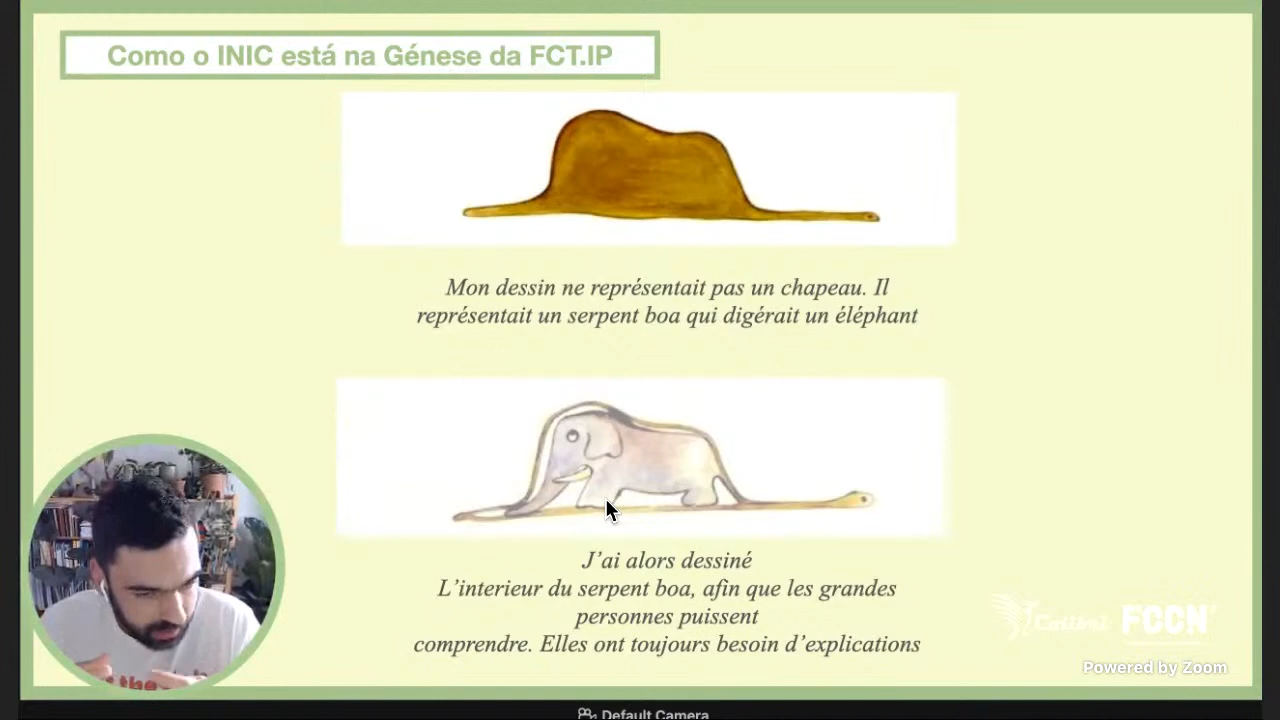 Como o INIC está na Génese da FCT.IP
Mon dessin ne représentait pas un chapeau. Il
représentait un serpent boa qui digérait un éléphant
J’ai alors dessiné
L’interieur du serpent boa, afin que les grandes
personnes puissent
comprendre. Elles ont toujours besoin d’explications
Colibri FCCN
Powered by Zoom
the
Default Camera